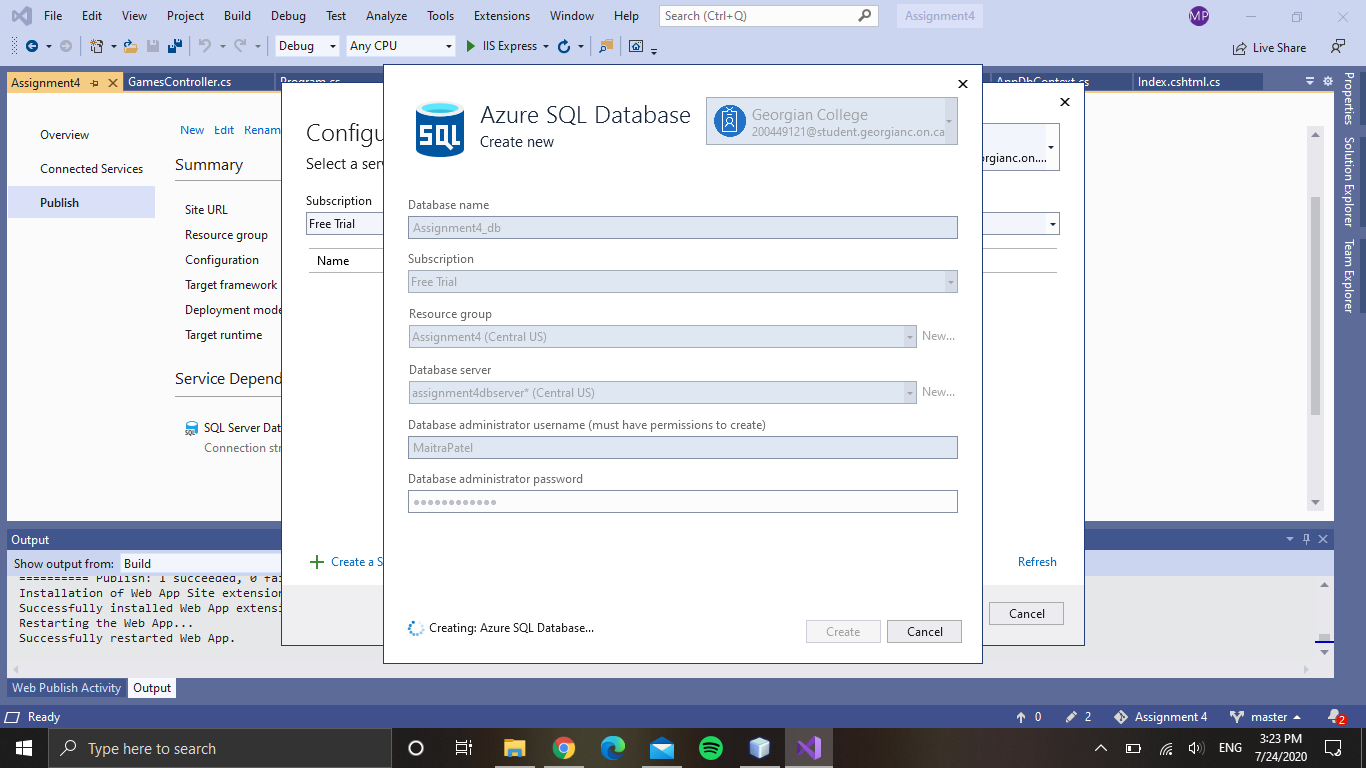 File Edit View Project Build Debug Test Analyze Tools Extensions Window Help Search (Ctrl+Q) Assignment4 MP
Debug Any CPU IIS Express Live Share
Assignment4 GamesController.cs Program.cs AppDbContext.cs Index.cshtml.cs
Overview
Connected Services
Publish
New Edit Renam
Summary
Site URL
Resource group
Configuration
Target framework
Deployment mode
Target runtime
Service Depend
SQL Server Dat
Connection str
Configu
Select a ser
Subscription
Free Trial
Name
orgianc.on....
Create a S
Refresh
Cancel
SQL
Azure SQL Database
Create new
Georgian College
200449121@student.georgianc.on.ca
Database name
Assignment4_db
Subscription
Free Trial
Resource group
Assignment4 (Central US) New...
Database server
assignment4dbserver* (Central US) New...
Database administrator username (must have permissions to create)
MaitraPatel
Database administrator password
●●●●●●●●●●●●
Creating: Azure SQL Database...
Create Cancel
Properties
Solution Explorer
Team Explorer
Output
Show output from: Build
========== Publish: 1 succeeded, 0 fai
Installation of Web App Site extension
Successfully installed Web App extensi
Restarting the Web App...
Successfully restarted Web App.
Web Publish Activity Output
Ready 0 2 Assignment 4 master 2
Type here to search ENG 3:23 PM
7/24/2020